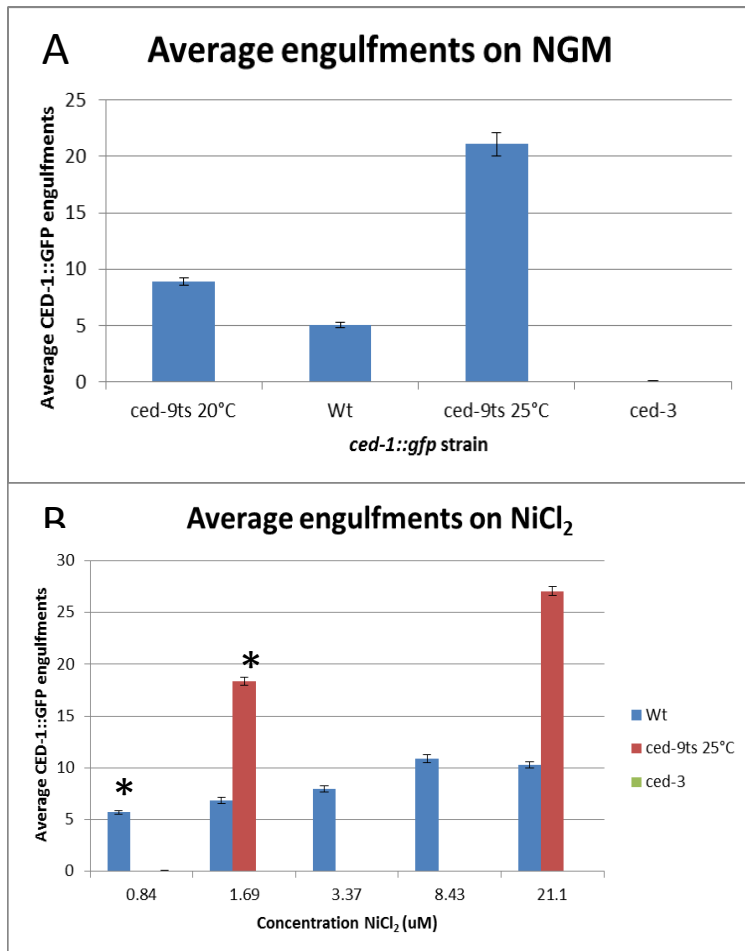 A
Average engufments on NGM
Average CED-1::GFP engulfments
25
20
15
10
5
0
ced-9ts 20°C Wt ced-9ts 25°C ced-3
ced-1::gfp strain
B
Average engulfments on NiCl₂
Average CED-1::GFP engulfments
30
25
20
15
10
5
0
*
*
0.84 1.69 3.37 8.43 21.1
Concentration NiCl₂ (uM)
Wt
ced-9ts 25°C
ced-3